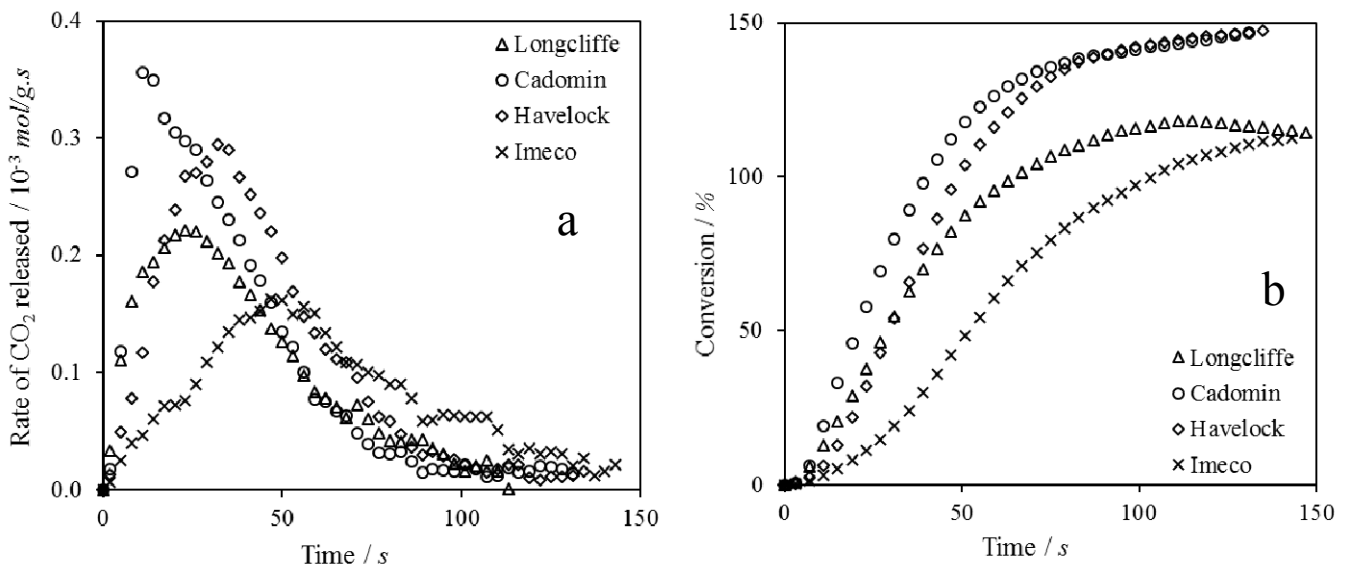 Rate of CO₂ released / 10⁻³ mol/g.s
0.4
0.3
0.2
0.1
0.0
0
50
100
150
Time / s
Longcliffe
Cadomin
Havelock
Imeco
a
Conversion / %
150
100
50
0
0
50
100
150
Time / s
b
Longcliffe
Cadomin
Havelock
Imeco